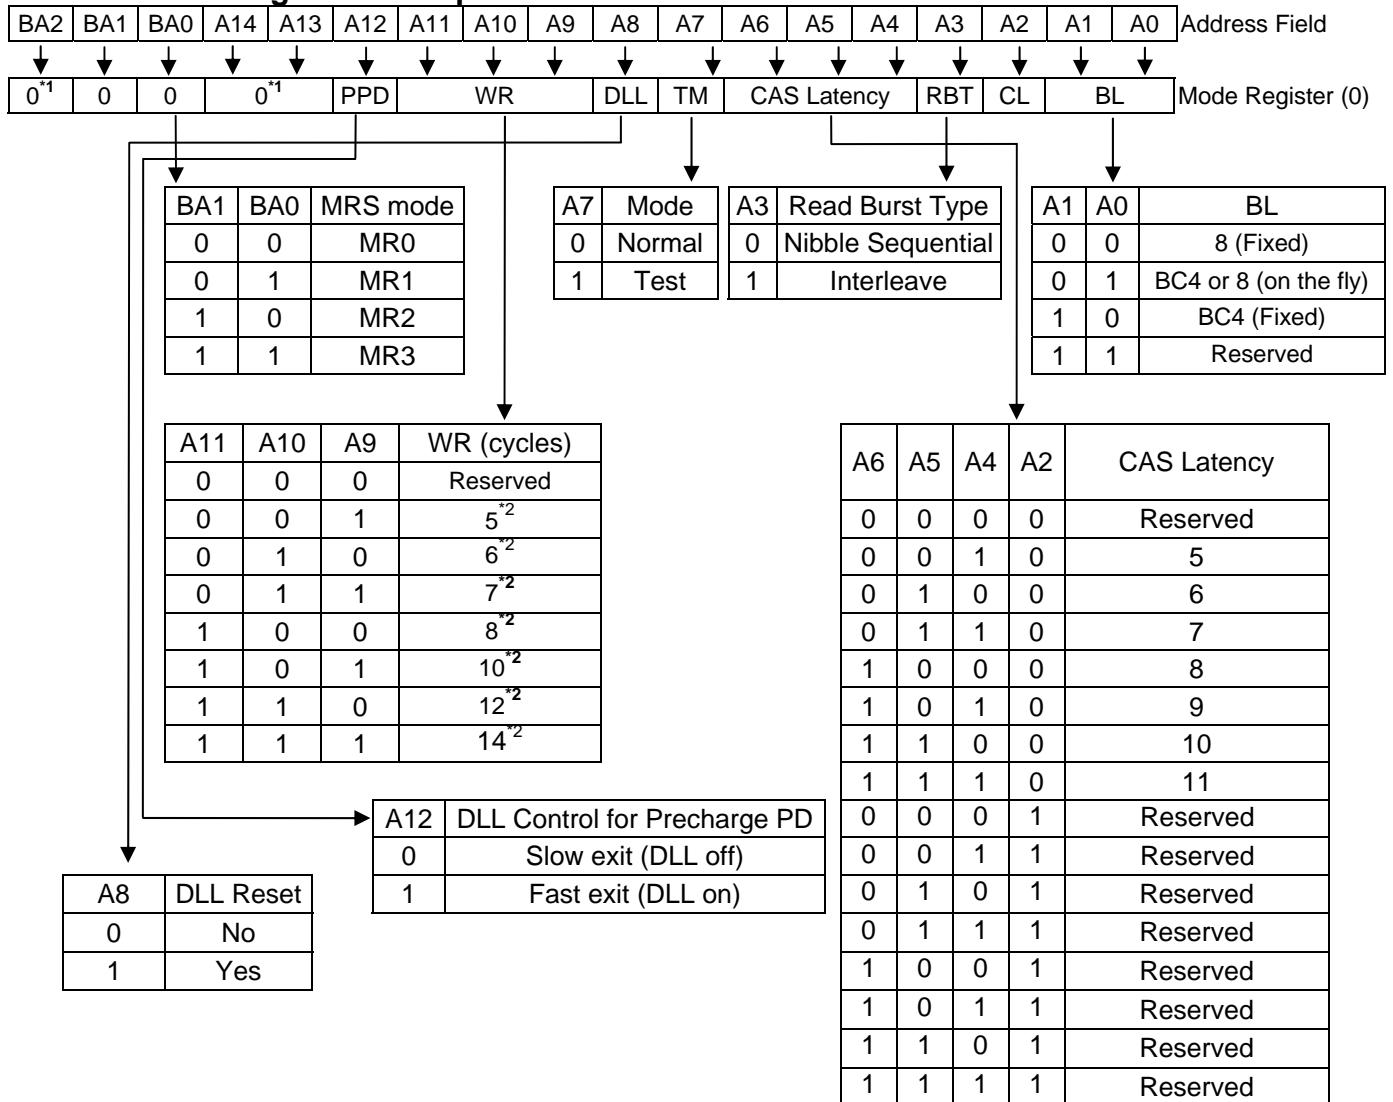 BA2 BA1 BA0 A14 A13 A12 A11 A10 A9 A8 A7 A6 A5 A4 A3 A2 A1 A0 Address Field
0*1 0 0 0*1 PPD WR DLL TM CAS Latency RBT CL BL Mode Register (0)
BA1 BA0 MRS mode
0 0 MR0
0 1 MR1
1 0 MR2
1 1 MR3
A7 Mode
0 Normal
1 Test
A3 Read Burst Type
0 Nibble Sequential
1 Interleave
A1 A0 BL
0 0 8 (Fixed)
0 1 BC4 or 8 (on the fly)
1 0 BC4 (Fixed)
1 1 Reserved
A11 A10 A9 WR (cycles)
0 0 0 Reserved
0 0 1 5*2
0 1 0 6*2
0 1 1 7*2
1 0 0 8*2
1 0 1 10*2
1 1 0 12*2
1 1 1 14*2
A6 A5 A4 A2 CAS Latency
0 0 0 0 Reserved
0 0 1 0 5
0 1 0 0 6
0 1 1 0 7
1 0 0 0 8
1 0 1 0 9
1 1 0 0 10
1 1 1 0 11
0 0 0 1 Reserved
0 0 1 1 Reserved
0 1 0 1 Reserved
0 1 1 1 Reserved
1 0 0 1 Reserved
1 0 1 1 Reserved
1 1 0 1 Reserved
1 1 1 1 Reserved
A12 DLL Control for Precharge PD
0 Slow exit (DLL off)
1 Fast exit (DLL on)
A8 DLL Reset
0 No
1 Yes